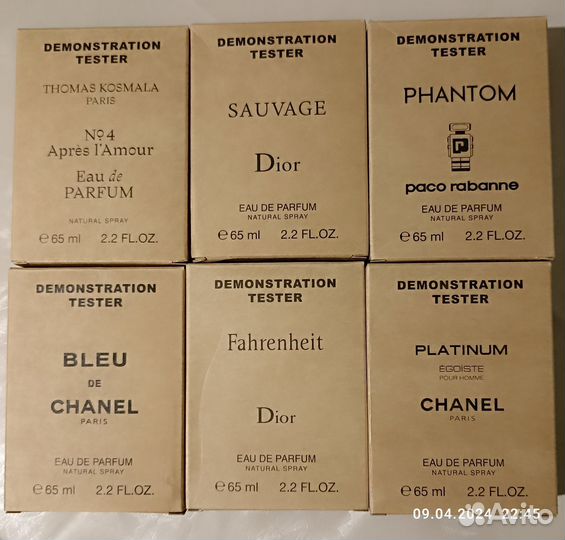 DEMONSTRATION
TESTER
THOMAS KOSMALA
PARIS
Nº4
Après l'Amour
Eau de
PARFUM
NATURAL SPRAY
e 65 ml 2.2 FL.OZ.
DEMONSTRATION
TESTER
SAUVAGE
Dior
EAU DE PARFUM
NATURAL SPRAY
e 65 ml 2.2 FL.OZ.
DEMONSTRATION
TESTER
PHANTOM
P
paco rabanne
EAU DE PARFUM
NATURAL SPRAY
e 65 ml 2.2 FL.OZ.
DEMONSTRATION
TESTER
BLEU
DE
CHANEL
PARIS
EAU DE PARFUM
NATURAL SPRAY
e 65 ml 2.2 FL.OZ.
DEMONSTRATION
TESTER
Fahrenheit
Dior
EAU DE PARFUM
NATURAL SPRAY
e 65 ml 2.2 FL.OZ.
DEMONSTRATION
TESTER
PLATINUM
ÉGOÏSTE
POUR HOMME
CHANEL
PARIS
EAU DE PARFUM
NATURAL SPRAY
e 65 ml 2.2 FL.OZ.
09.04.2024 22:45
Avito